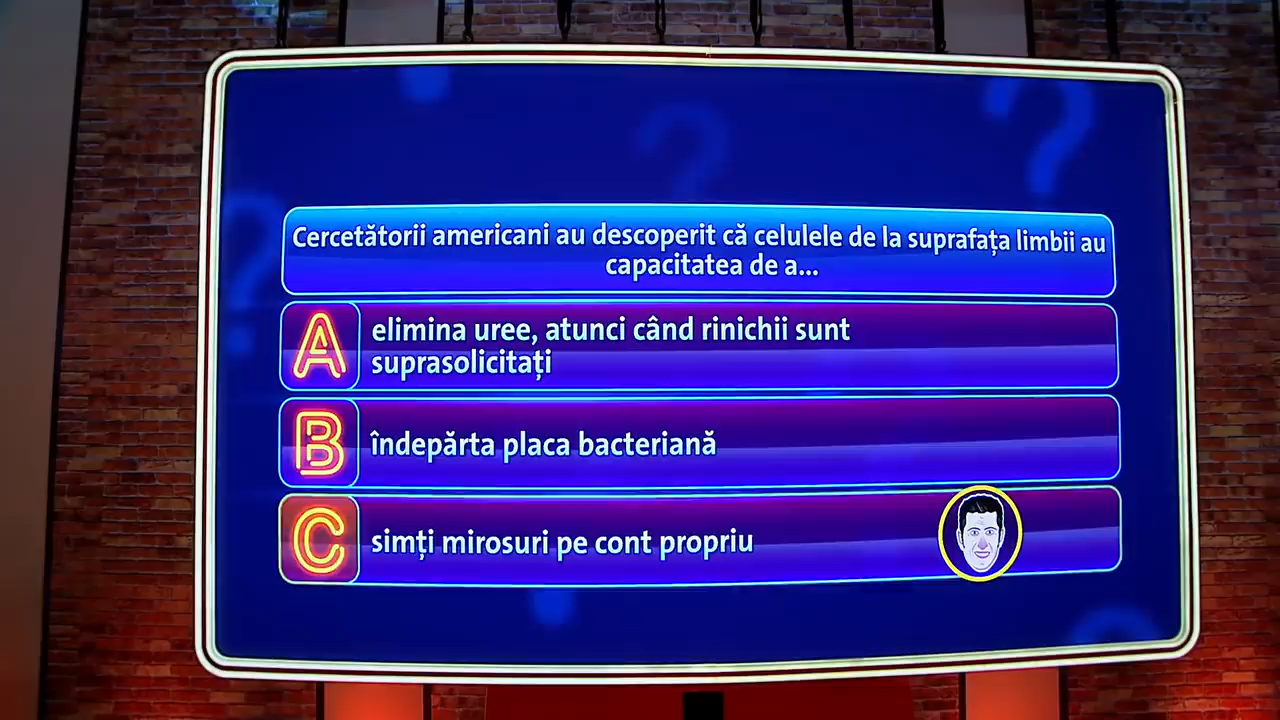 Cercetătorii americani au descoperit că celulele de la suprafața limbii au
capacitatea de a...
A elimina uree, atunci când rinichii sunt
suprasolicitați
B îndepărta placa bacteriană
C simți mirosuri pe cont propriu